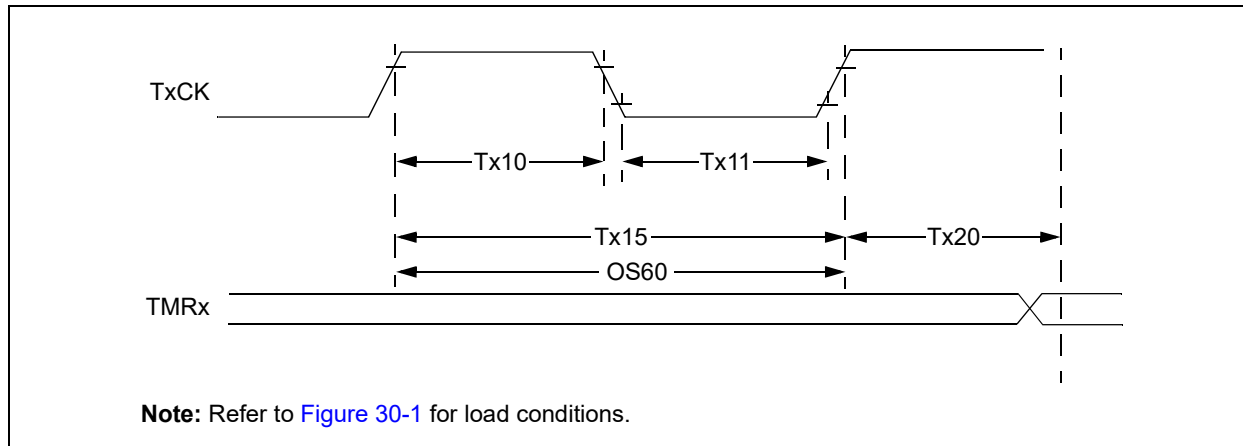 TxCK
Tx10
Tx11
Tx15
Tx20
OS60
TMRx
Note: Refer to Figure 30-1 for load conditions.